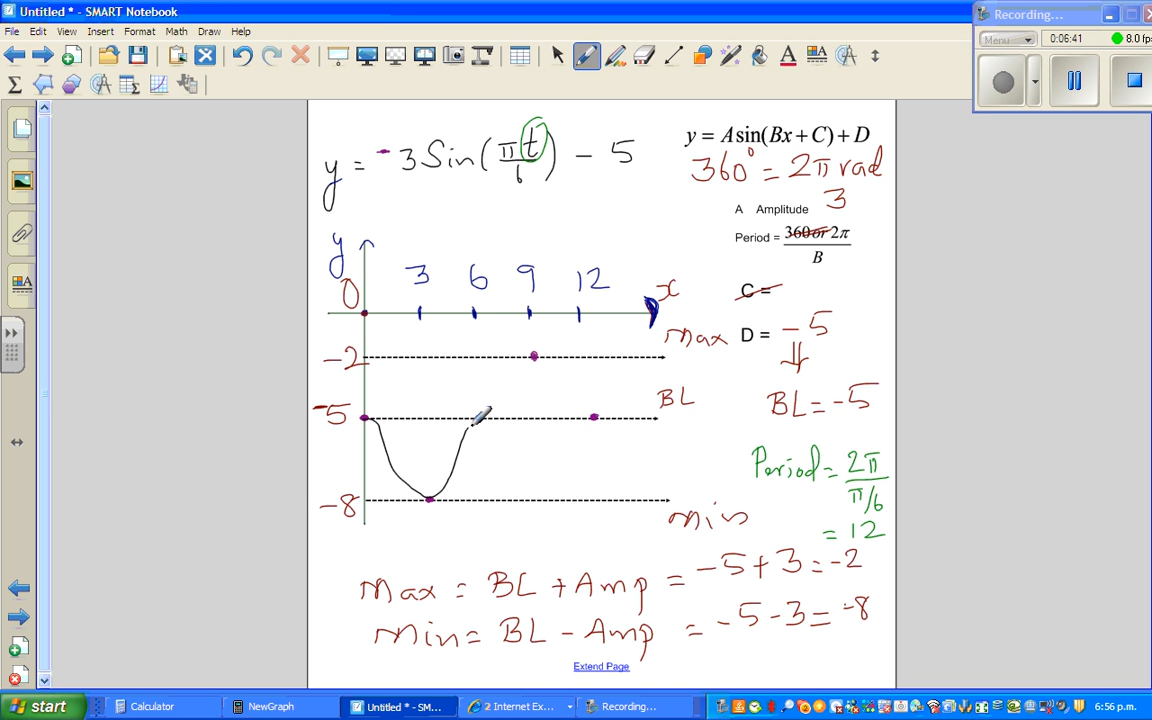 Untitled * - SMART Notebook
File Edit View Insert Format Math Draw Help
Recording...
Menu 0:06:41 8.0 fp
y = -3 Sin (πt/6) - 5
y = A sin(Bx + C) + D
360° = 2π rad
A Amplitude 3
Period = 360 or 2π / B
C =
D = -5
BL = -5
y
0 3 6 9 12 x
-2 max
-5 BL
-8 min
Period = 2π / π/6
= 12
max = BL + Amp = -5 + 3 = -2
min = BL - Amp = -5 - 3 = -8
Extend Page
start Calculator NewGraph Untitled * - SM... 2 Internet Ex... Recording... 6:56 p.m.